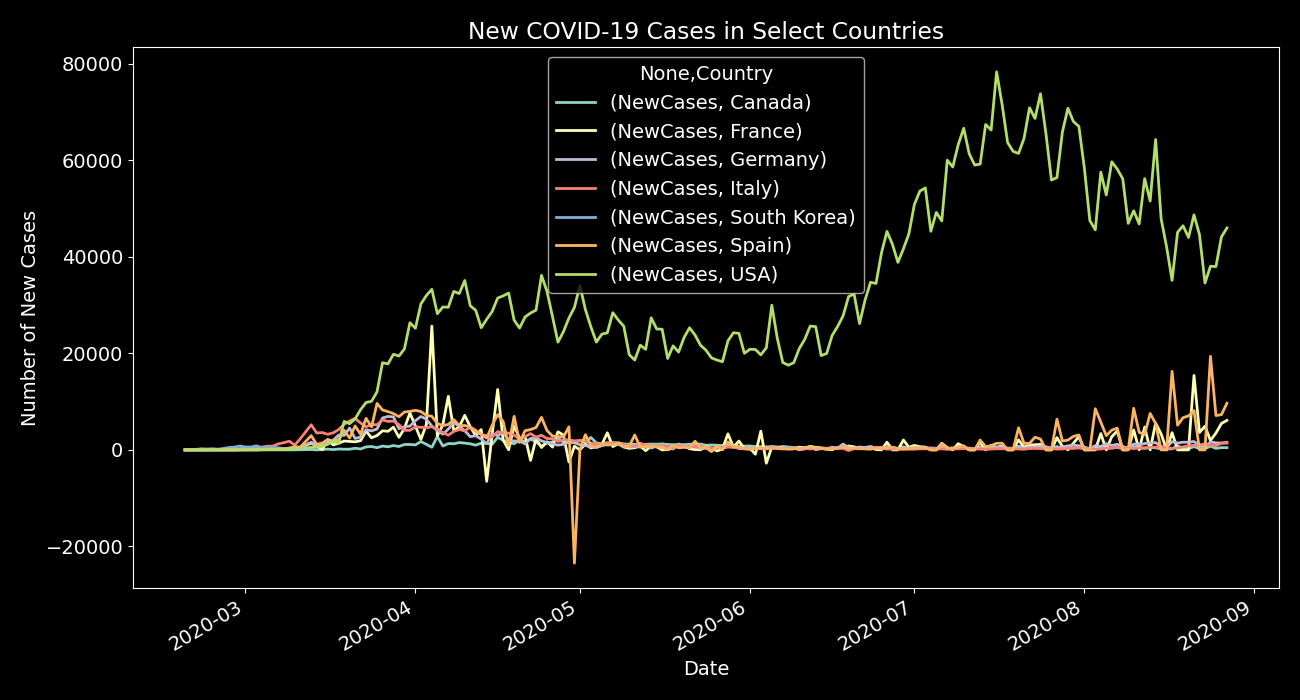 New COVID-19 Cases in Select Countries
80000
60000
40000
20000
0
−20000
Number of New Cases
None,Country
(NewCases, Canada)
(NewCases, France)
(NewCases, Germany)
(NewCases, Italy)
(NewCases, South Korea)
(NewCases, Spain)
(NewCases, USA)
2020-03
2020-04
2020-05
2020-06
2020-07
2020-08
2020-09
Date